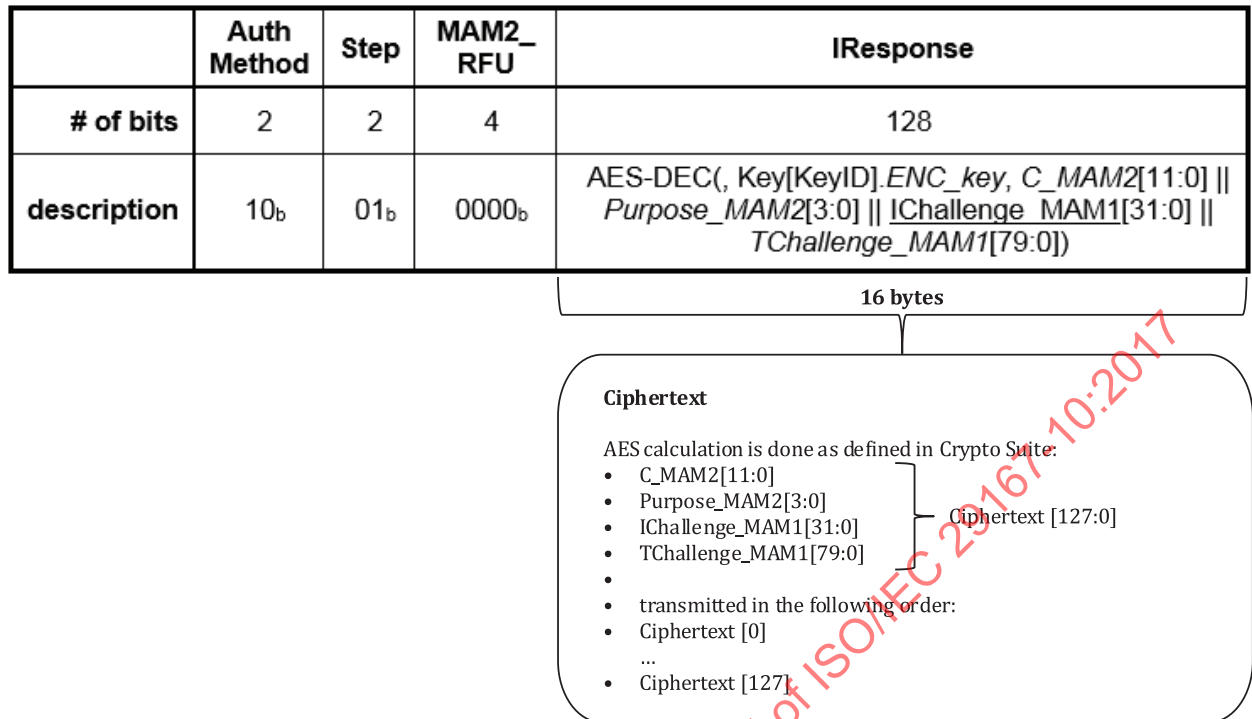 Auth Method Step MAM2_ RFU IResponse
# of bits 2 2 4 128
description 10b 01b 0000b AES-DEC(, Key[KeyID].ENC_key, C_MAM2[11:0] ||
Purpose_MAM2[3:0] || IChallenge_MAM1[31:0] ||
TChallenge_MAM1[79:0])
16 bytes
Ciphertext
AES calculation is done as defined in Crypto Suite:
• C_MAM2[11:0]
• Purpose_MAM2[3:0]
• IChallenge_MAM1[31:0]
• TChallenge_MAM1[79:0]
Ciphertext [127:0]
•
• transmitted in the following order:
• Ciphertext [0]
...
• Ciphertext [127]
of ISO/IEC 29167-10:2017